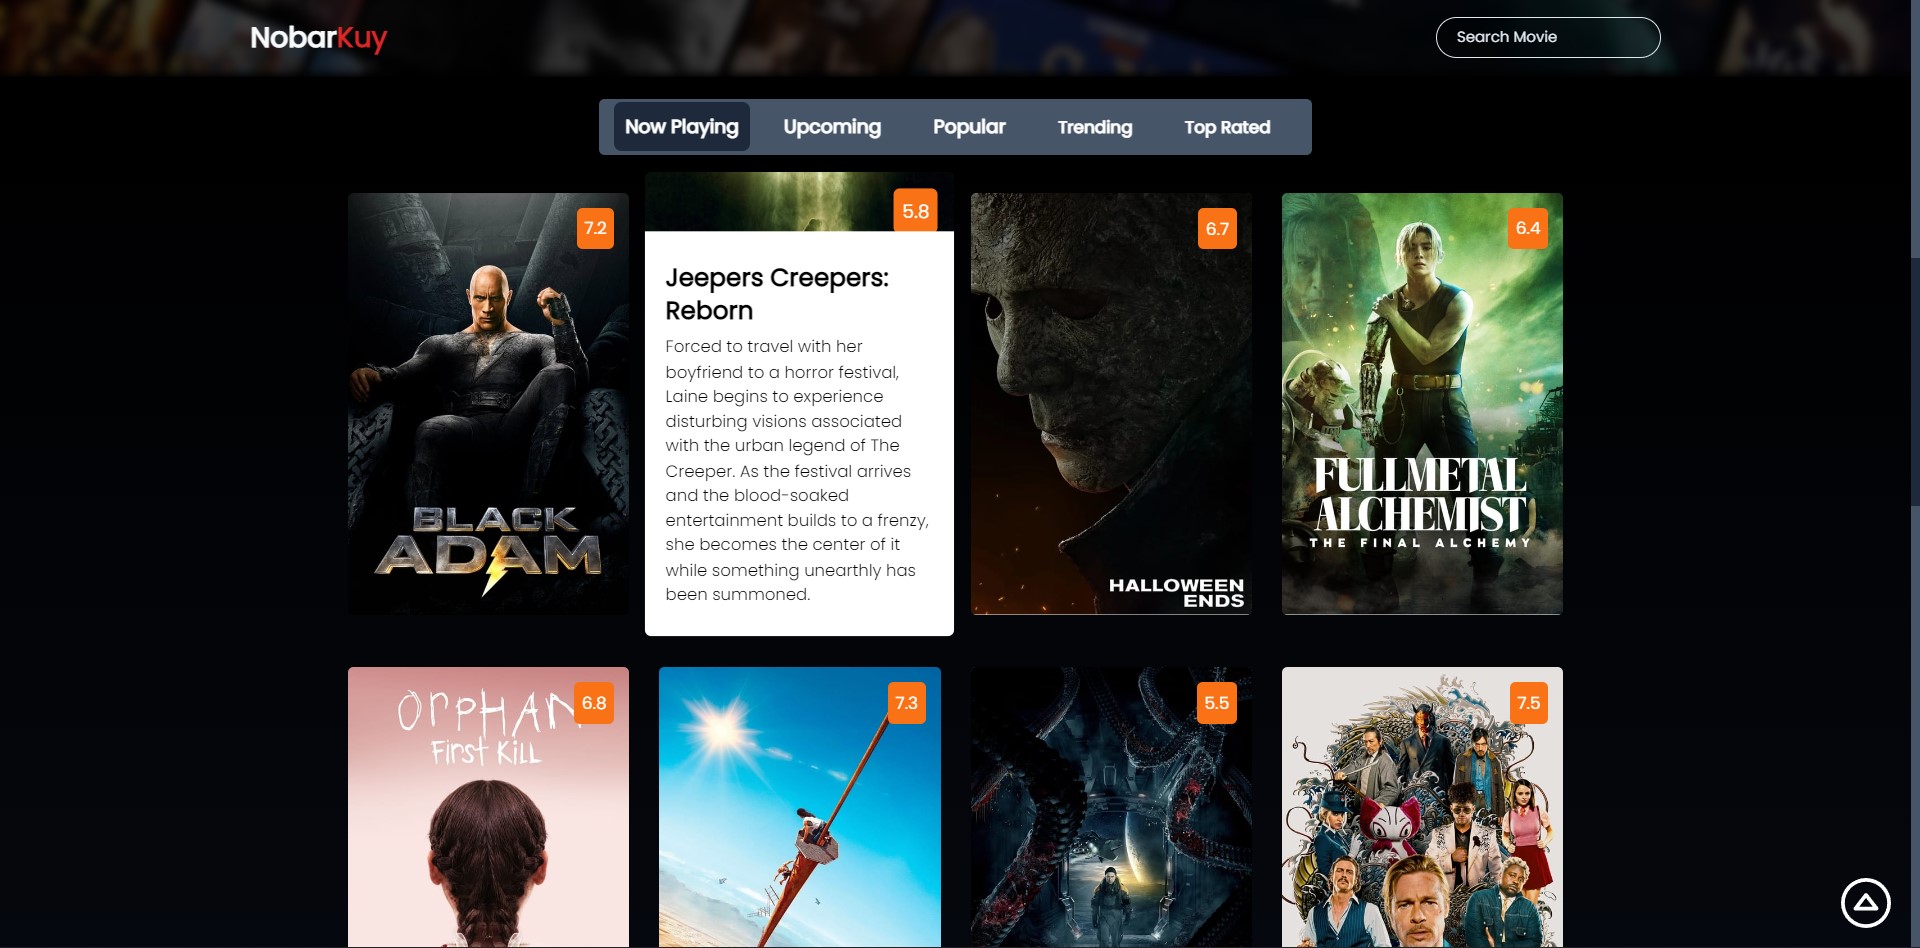 NobarKuy
Search Movie
Now Playing
Upcoming
Popular
Trending
Top Rated
7.2
BLACK
ADAM
5.8
Jeepers Creepers:
Reborn
Forced to travel with her
boyfriend to a horror festival,
Laine begins to experience
disturbing visions associated
with the urban legend of The
Creeper. As the festival arrives
and the blood-soaked
entertainment builds to a frenzy,
she becomes the center of it
while something unearthly has
been summoned.
6.7
HALLOWEEN
ENDS
6.4
FULLMETAL
ALCHEMIST
THE FINAL ALCHEMY
6.8
ORPHAN
First Kill
7.3
5.5
7.5